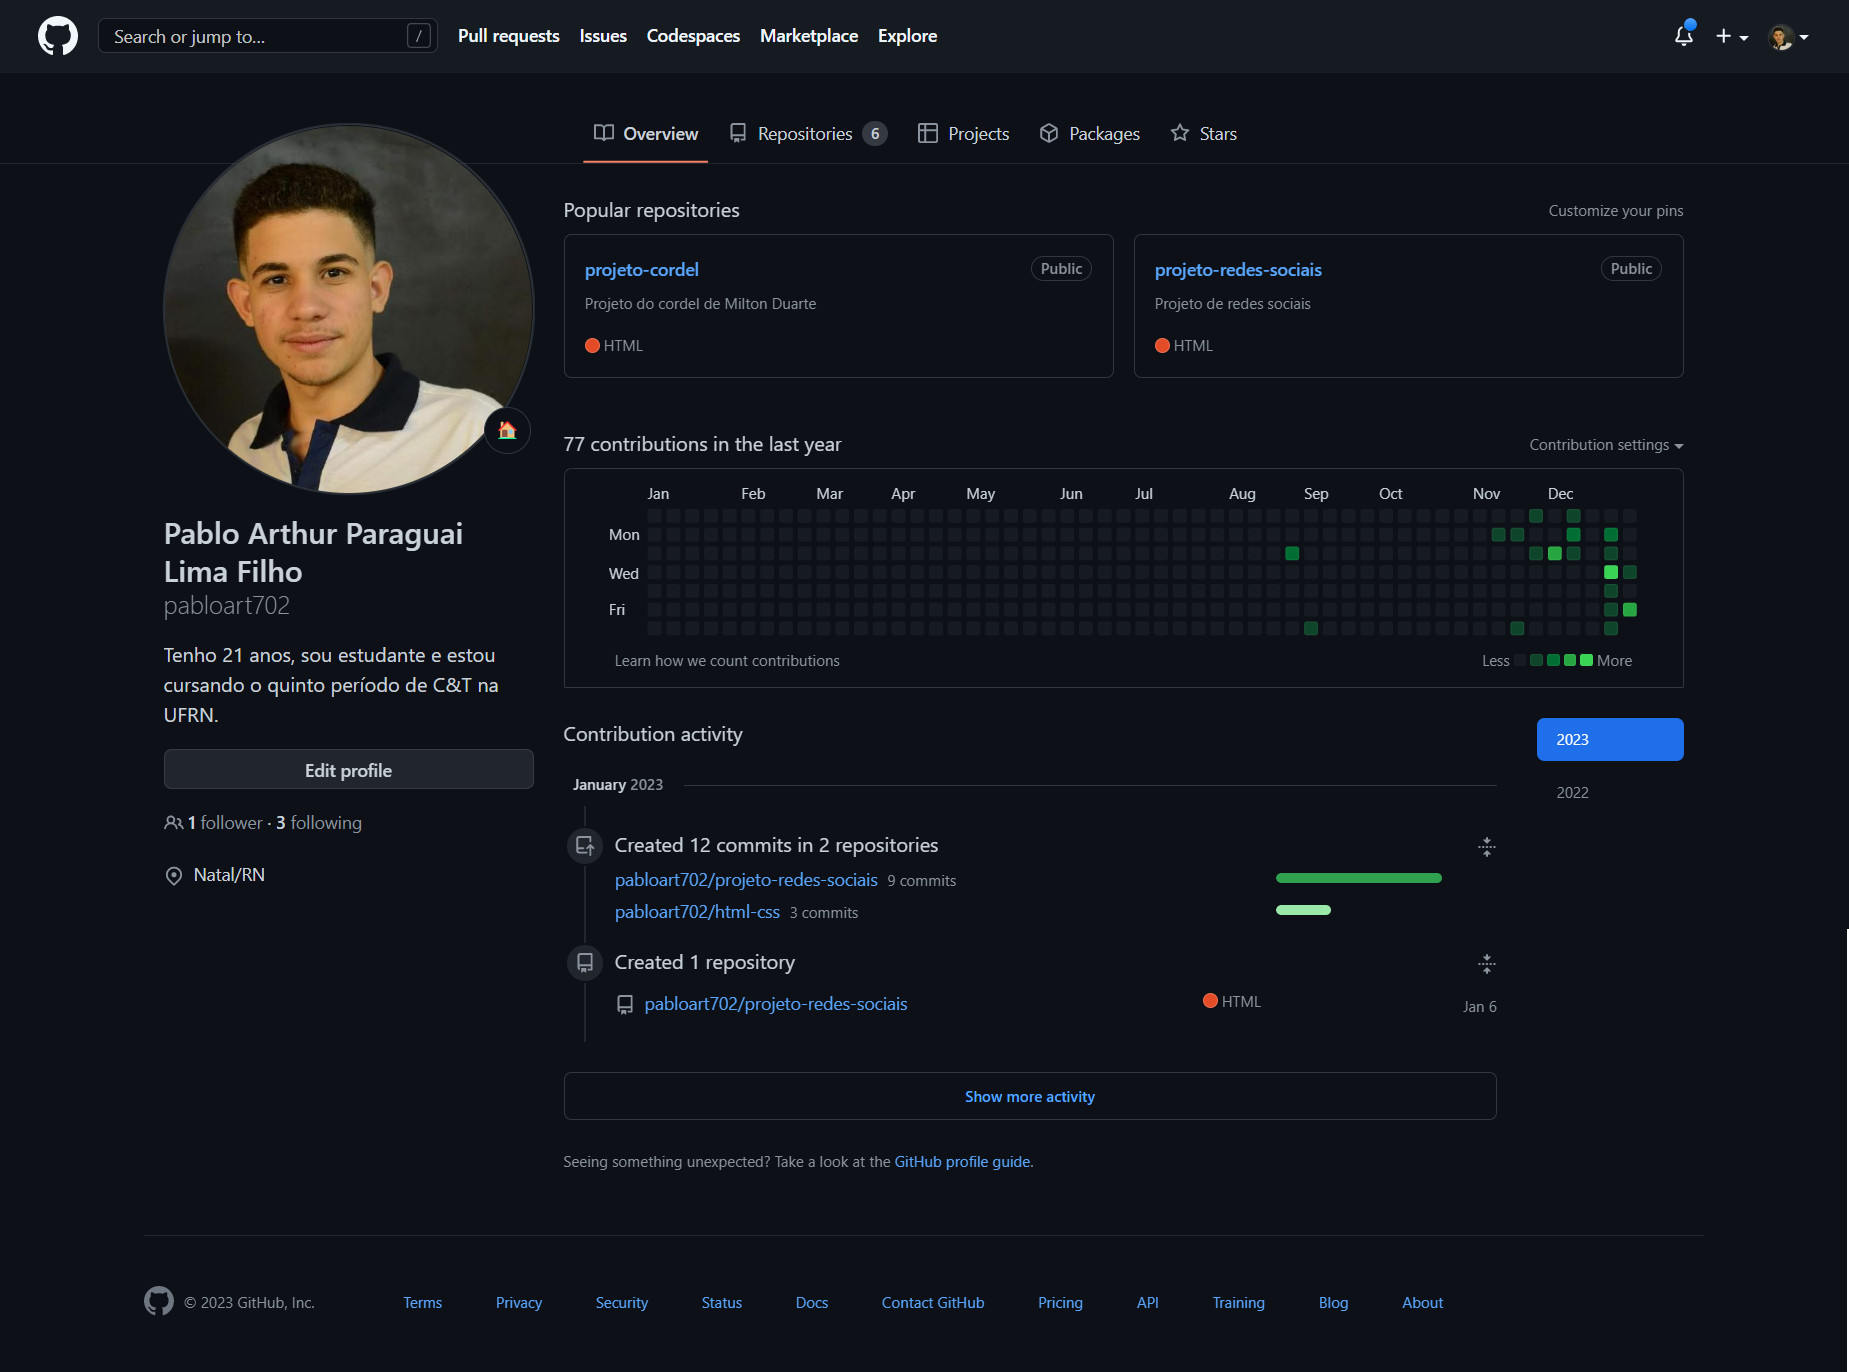 Search or jump to... /
Pull requests Issues Codespaces Marketplace Explore
Overview Repositories 6 Projects Packages Stars
Pablo Arthur Paraguai
Lima Filho
pabloart702
Tenho 21 anos, sou estudante e estou
cursando o quinto período de C&T na
UFRN.
Edit profile
1 follower · 3 following
Natal/RN
Popular repositories
Customize your pins
projeto-cordel Public
Projeto do cordel de Milton Duarte
HTML
projeto-redes-sociais Public
Projeto de redes sociais
HTML
77 contributions in the last year
Contribution settings
Jan Feb Mar Apr May Jun Jul Aug Sep Oct Nov Dec
Mon
Wed
Fri
Learn how we count contributions
Less More
Contribution activity
2023
2022
January 2023
Created 12 commits in 2 repositories
pabloart702/projeto-redes-sociais 9 commits
pabloart702/html-css 3 commits
Created 1 repository
pabloart702/projeto-redes-sociais HTML Jan 6
Show more activity
Seeing something unexpected? Take a look at the GitHub profile guide.
© 2023 GitHub, Inc. Terms Privacy Security Status Docs Contact GitHub Pricing API Training Blog About